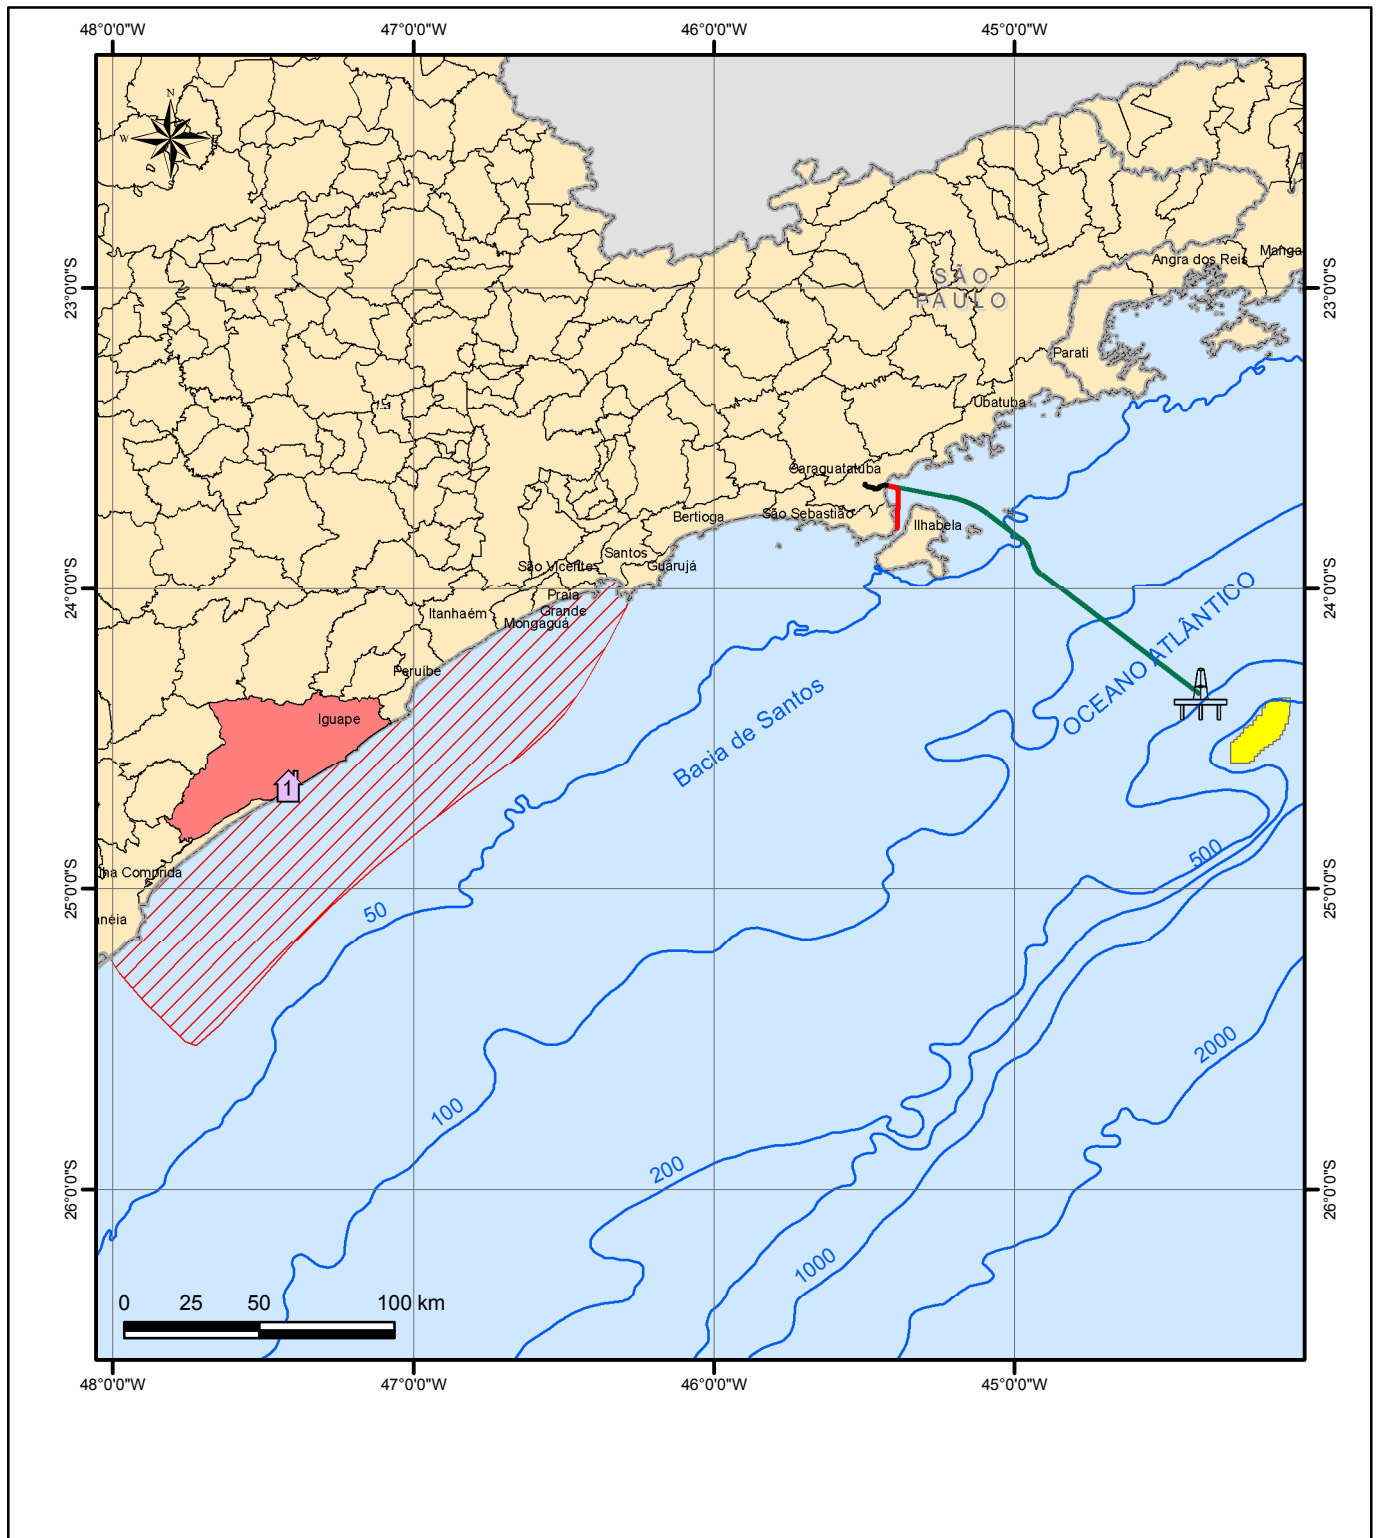 48°0'0"W
47°0'0"W
46°0'0"W
45°0'0"W
N
W
E
23°0'0"S
23°0'0"S
SÃO
PAULO
Angra dos Reis
Manga
Parati
Ubatuba
Caraguatatuba
São Sebastião
Ilhabela
Bertioga
Santos
São Vicente
Guarujá
24°0'0"S
24°0'0"S
Praia
Grande
Mongaguá
Itanhaém
Peruíbe
Iguape
1
OCEANO ATLÂNTICO
Bacia de Santos
Ilha Comprida
25°0'0"S
25°0'0"S
néia
50
500
100
2000
200
26°0'0"S
26°0'0"S
1000
0 25 50 100 km
48°0'0"W
47°0'0"W
46°0'0"W
45°0'0"W